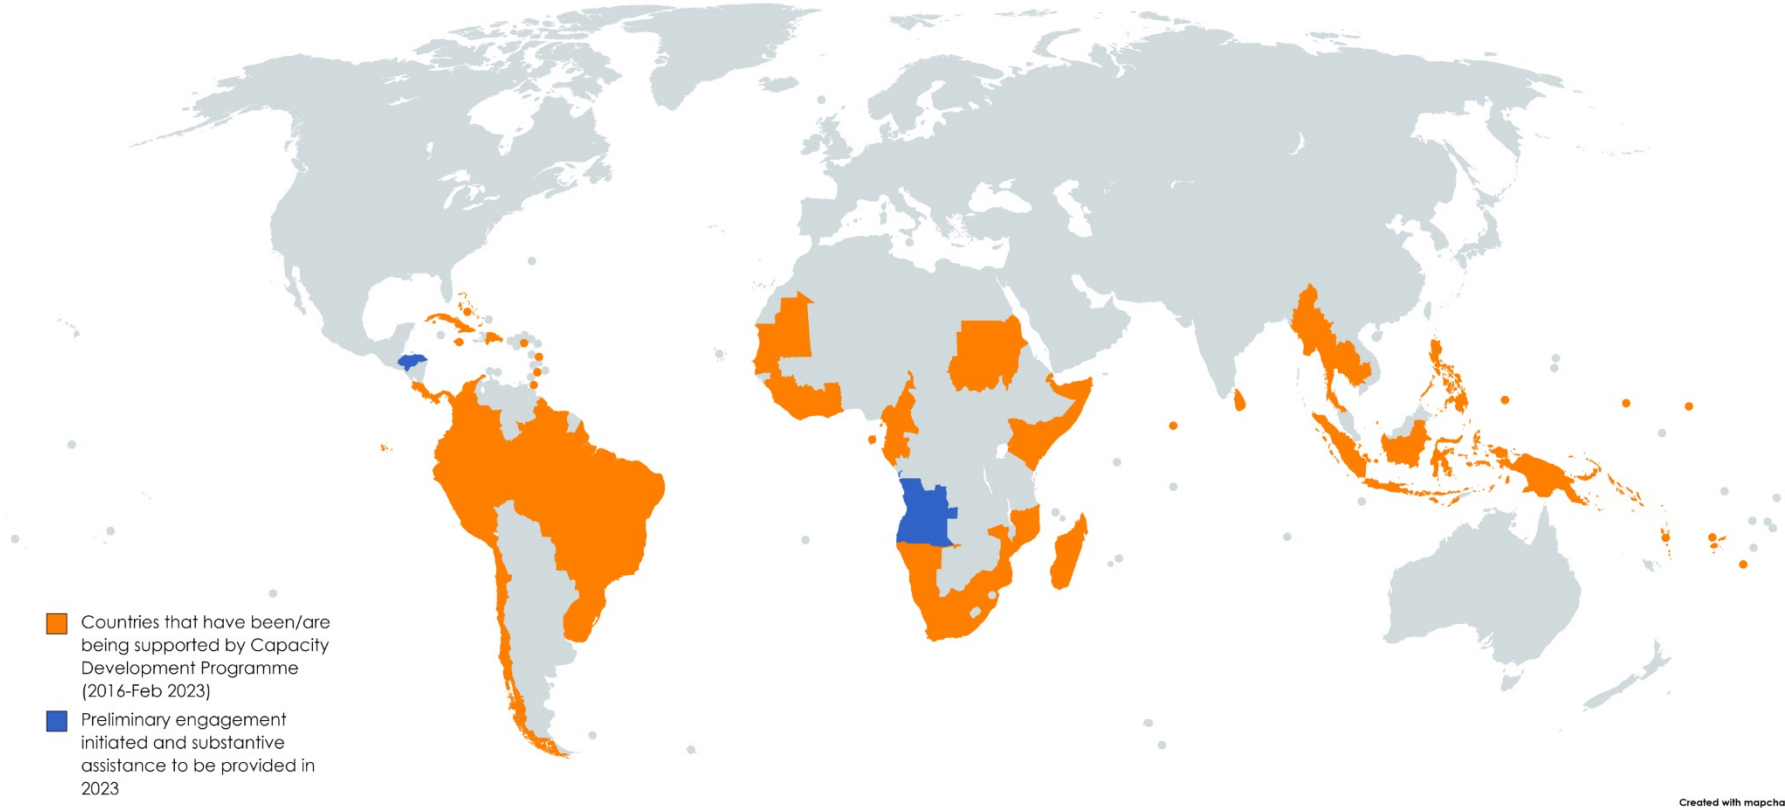 Countries that have been/are
being supported by Capacity
Development Programme
(2016-Feb 2023)
Preliminary engagement
initiated and substantive
assistance to be provided in
2023
Created with mapcha